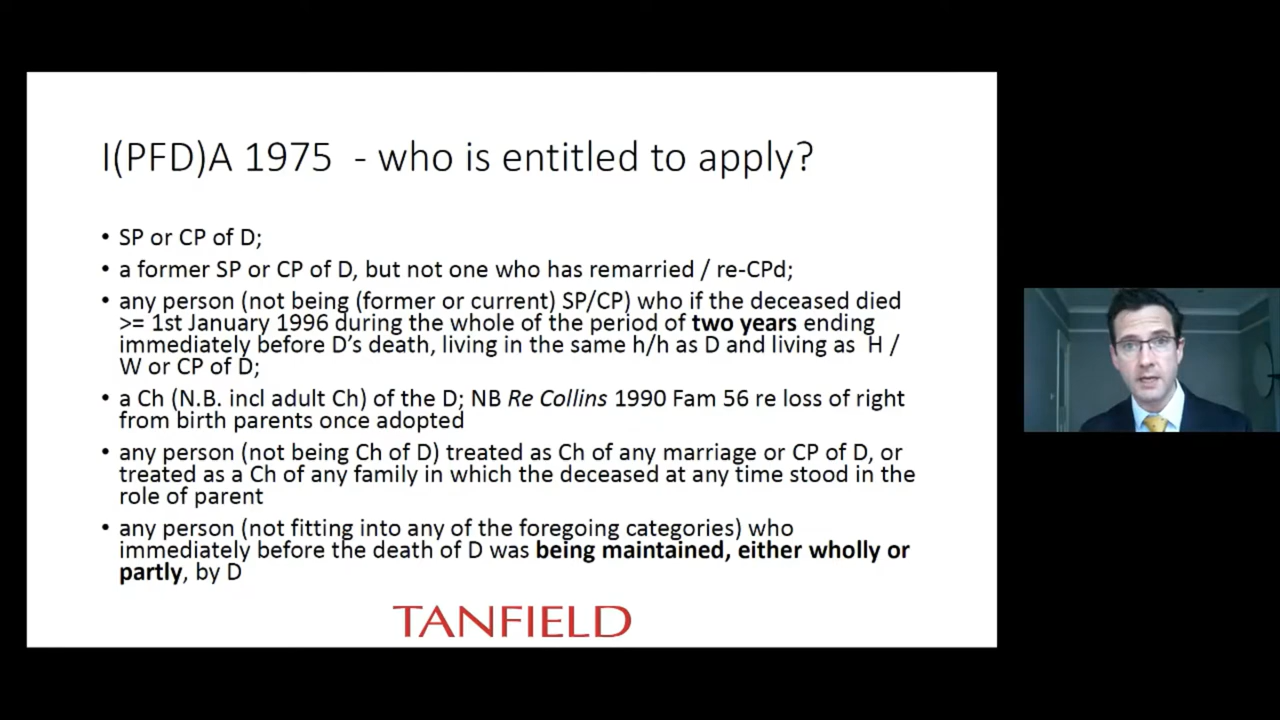 I(PFD)A 1975 - who is entitled to apply?
• SP or CP of D;
• a former SP or CP of D, but not one who has remarried / re-CPd;
• any person (not being (former or current) SP/CP) who if the deceased died
>= 1st January 1996 during the whole of the period of two years ending
immediately before D's death, living in the same h/h as D and living as H /
W or CP of D;
• a Ch (N.B. incl adult Ch) of the D; NB Re Collins 1990 Fam 56 re loss of right
from birth parents once adopted
• any person (not being Ch of D) treated as Ch of any marriage or CP of D, or
treated as a Ch of any family in which the deceased at any time stood in the
role of parent
• any person (not fitting into any of the foregoing categories) who
immediately before the death of D was being maintained, either wholly or
partly, by D
TANFIELD